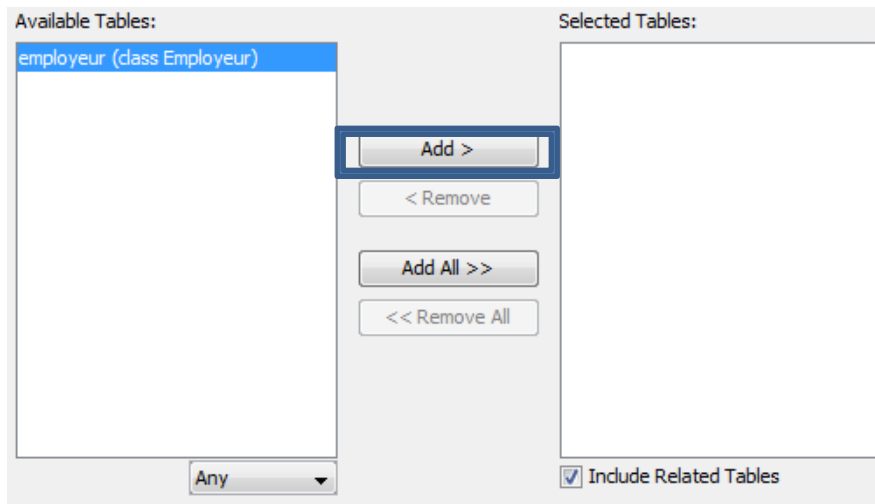 Available Tables:
Selected Tables:
employeur (class Employeur)
Add >
< Remove
Add All >>
<< Remove All
Any
Include Related Tables